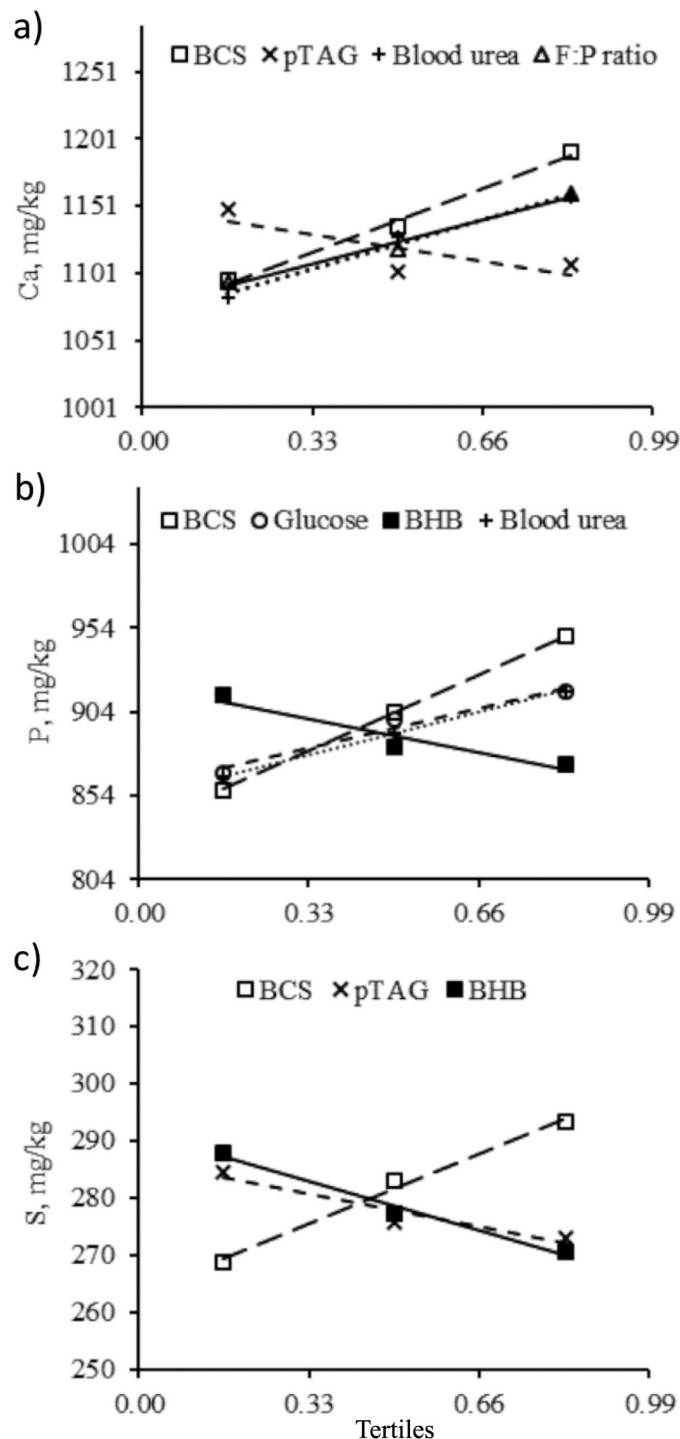 a)
BCS pTAG Blood urea F:P ratio
1251
1201
1151
1101
1051
1001
Ca, mg/kg
0.00 0.33 0.66 0.99
b)
BCS Glucose BHB Blood urea
1004
954
904
854
804
P, mg/kg
0.00 0.33 0.66 0.99
c)
BCS pTAG BHB
320
310
300
290
280
270
260
250
S, mg/kg
0.00 0.33 0.66 0.99
Tertiles